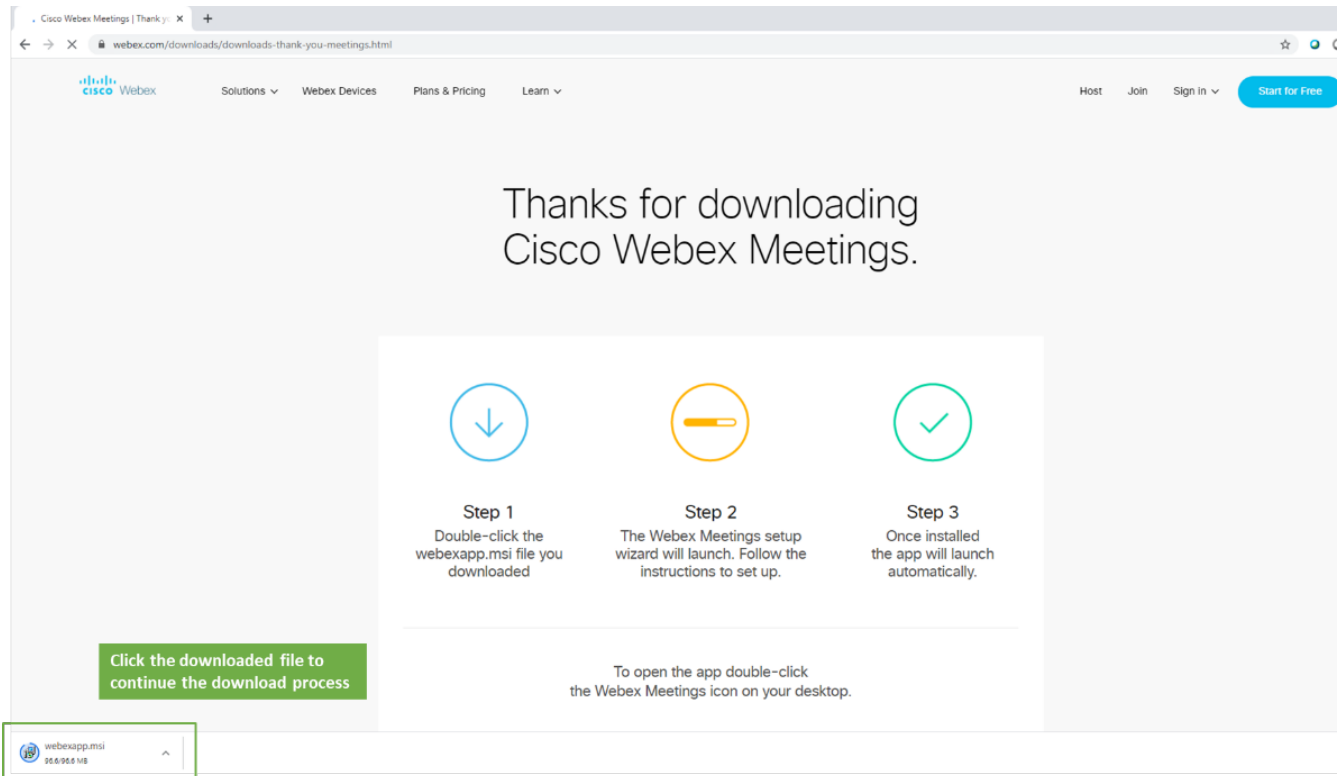 Cisco Webex Meetings | Thank yo
webex.com/downloads/downloads-thank-you-meetings.html
CISCO Webex
Solutions
Webex Devices
Plans & Pricing
Learn
Host
Join
Sign in
Start for Free
Thanks for downloading
Cisco Webex Meetings.
Step 1
Double-click the
webexapp.msi file you
downloaded
Step 2
The Webex Meetings setup
wizard will launch. Follow the
instructions to set up.
Step 3
Once installed
the app will launch
automatically.
Click the downloaded file to
continue the download process
To open the app double-click
the Webex Meetings icon on your desktop.
webexapp.msi
96.6/96.6 MB